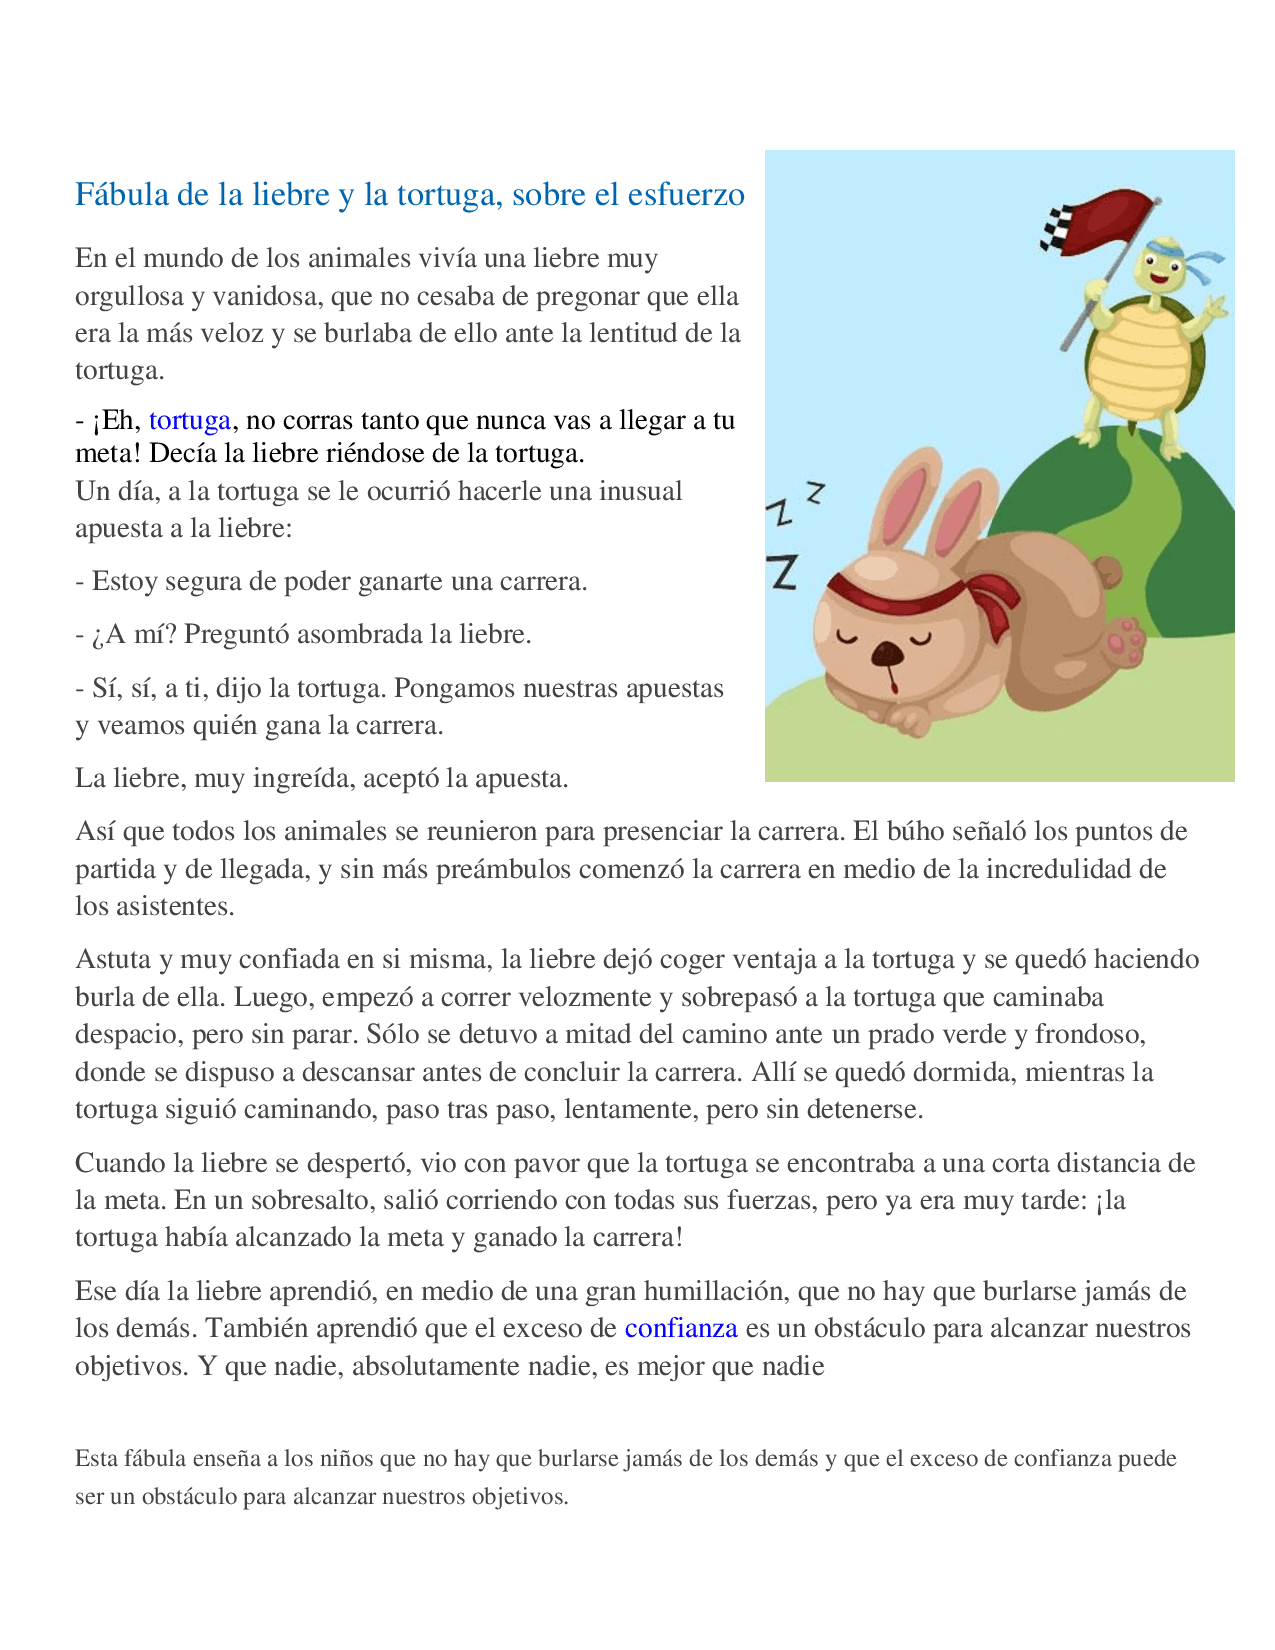 Fábula de la liebre y la tortuga, sobre el esfuerzo
En el mundo de los animales vivía una liebre muy
orgullosa y vanidosa, que no cesaba de pregonar que ella
era la más veloz y se burlaba de ello ante la lentitud de la
tortuga.
- ¡Eh, tortuga, no corras tanto que nunca vas a llegar a tu
meta! Decía la liebre riéndose de la tortuga.
Un día, a la tortuga se le ocurrió hacerle una inusual
apuesta a la liebre:
- Estoy segura de poder ganarte una carrera.
- ¿A mí? Preguntó asombrada la liebre.
- Sí, sí, a ti, dijo la tortuga. Pongamos nuestras apuestas
y veamos quién gana la carrera.
La liebre, muy ingreída, aceptó la apuesta.
z
z
z
Así que todos los animales se reunieron para presenciar la carrera. El búho señaló los puntos de
partida y de llegada, y sin más preámbulos comenzó la carrera en medio de la incredulidad de
los asistentes.
Astuta y muy confiada en si misma, la liebre dejó coger ventaja a la tortuga y se quedó haciendo
burla de ella. Luego, empezó a correr velozmente y sobrepasó a la tortuga que caminaba
despacio, pero sin parar. Sólo se detuvo a mitad del camino ante un prado verde y frondoso,
donde se dispuso a descansar antes de concluir la carrera. Allí se quedó dormida, mientras la
tortuga siguió caminando, paso tras paso, lentamente, pero sin detenerse.
Cuando la liebre se despertó, vio con pavor que la tortuga se encontraba a una corta distancia de
la meta. En un sobresalto, salió corriendo con todas sus fuerzas, pero ya era muy tarde: ¡la
tortuga había alcanzado la meta y ganado la carrera!
Ese día la liebre aprendió, en medio de una gran humillación, que no hay que burlarse jamás de
los demás. También aprendió que el exceso de confianza es un obstáculo para alcanzar nuestros
objetivos. Y que nadie, absolutamente nadie, es mejor que nadie
Esta fábula enseña a los niños que no hay que burlarse jamás de los demás y que el exceso de confianza puede
ser un obstáculo para alcanzar nuestros objetivos.